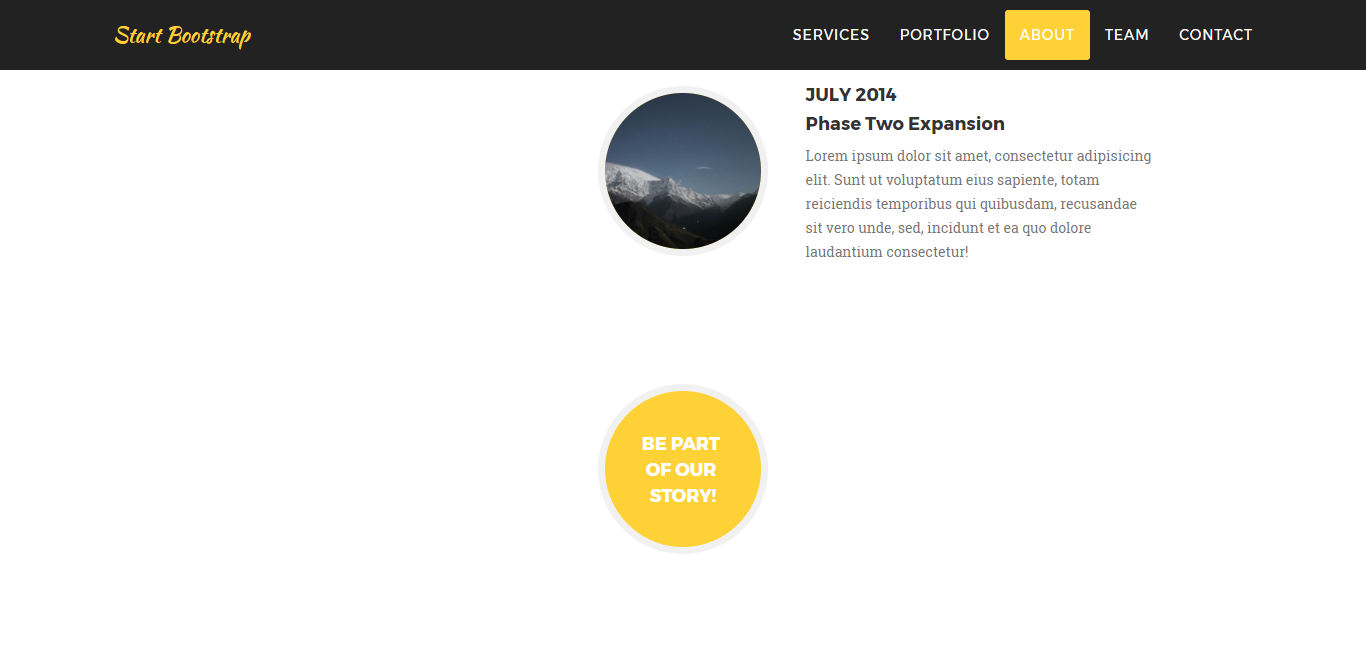 Start Bootstrap
SERVICES PORTFOLIO ABOUT TEAM CONTACT
JULY 2014
Phase Two Expansion
Lorem ipsum dolor sit amet, consectetur adipisicing
elit. Sunt ut voluptatum eius sapiente, totam
reiciendis temporibus qui quibusdam, recusandae
sit vero unde, sed, incidunt et ea quo dolore
laudantium consectetur!
BE PART
OF OUR
STORY!